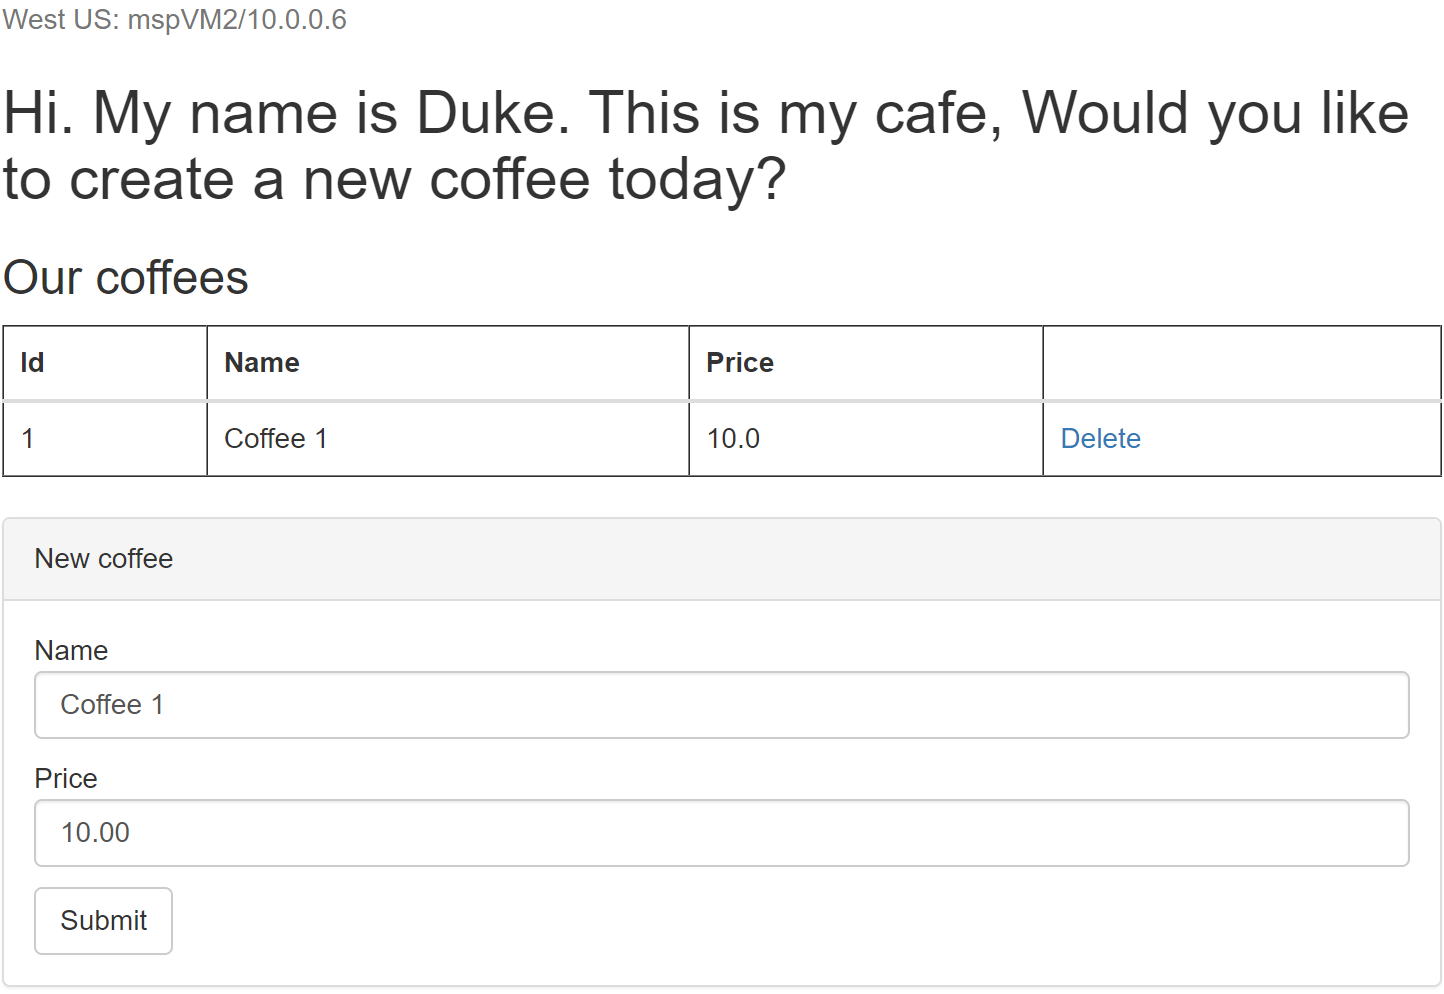 West US: mspVM2/10.0.0.6
Hi. My name is Duke. This is my cafe, Would you like
to create a new coffee today?
Our coffees
Id Name Price
1 Coffee 1 10.0 Delete
New coffee
Name
Coffee 1
Price
10.00
Submit